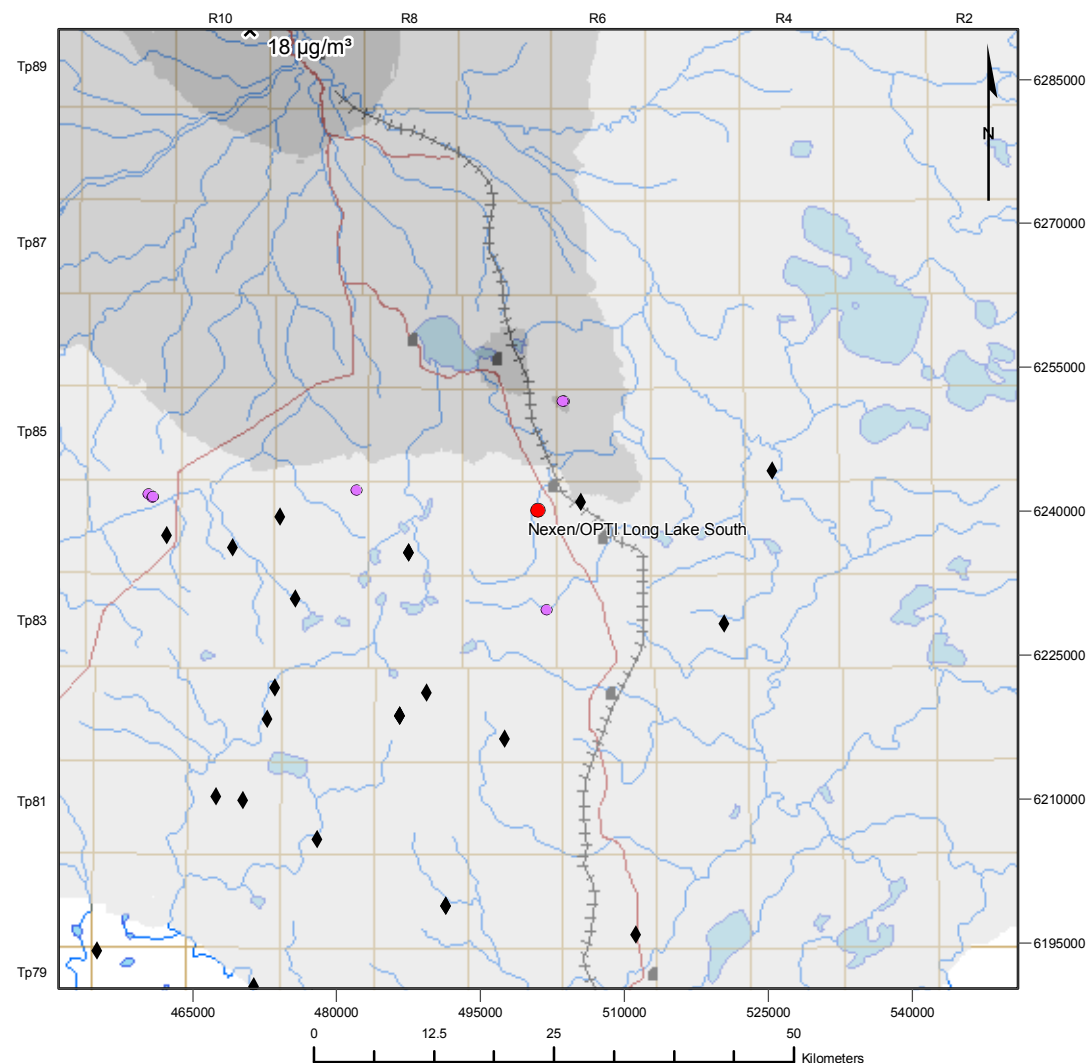 R10 R8 R6 R4 R2
18 µg/m³
Tp89
6285000
N
6270000
Tp87
6255000
Tp85
6240000
Nexen/OPTI Long Lake South
Tp83
6225000
Tp81
6210000
6195000
Tp79
465000 480000 495000 510000 525000 540000
0 12.5 25 50
Kilometers